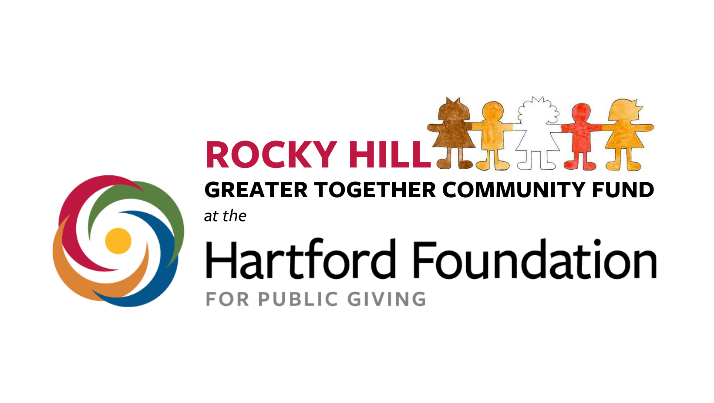 ROCKY HILL
GREATER TOGETHER COMMUNITY FUND
at the
Hartford Foundation
FOR PUBLIC GIVING